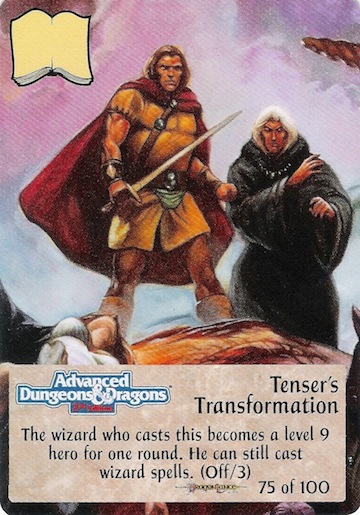 Advanced
Dungeons & Dragons
2nd Edition
Tenser's
Transformation
The wizard who casts this becomes a level 9
hero for one round. He can still cast
wizard spells. (Off/3)
DragonLance
75 of 100